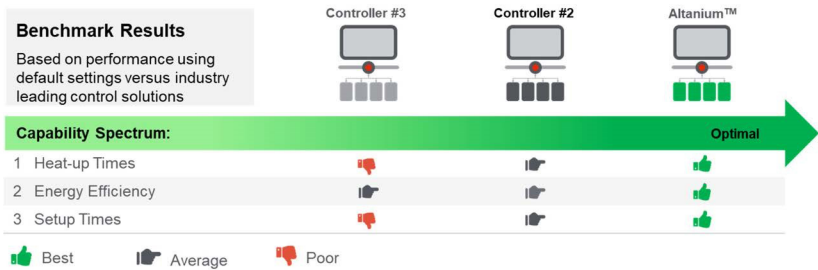 Benchmark Results
Based on performance using
default settings versus industry
leading control solutions
Controller #3
Controller #2
Altanium™
Capability Spectrum:
Optimal
1 Heat-up Times
2 Energy Efficiency
3 Setup Times
Best
Average
Poor